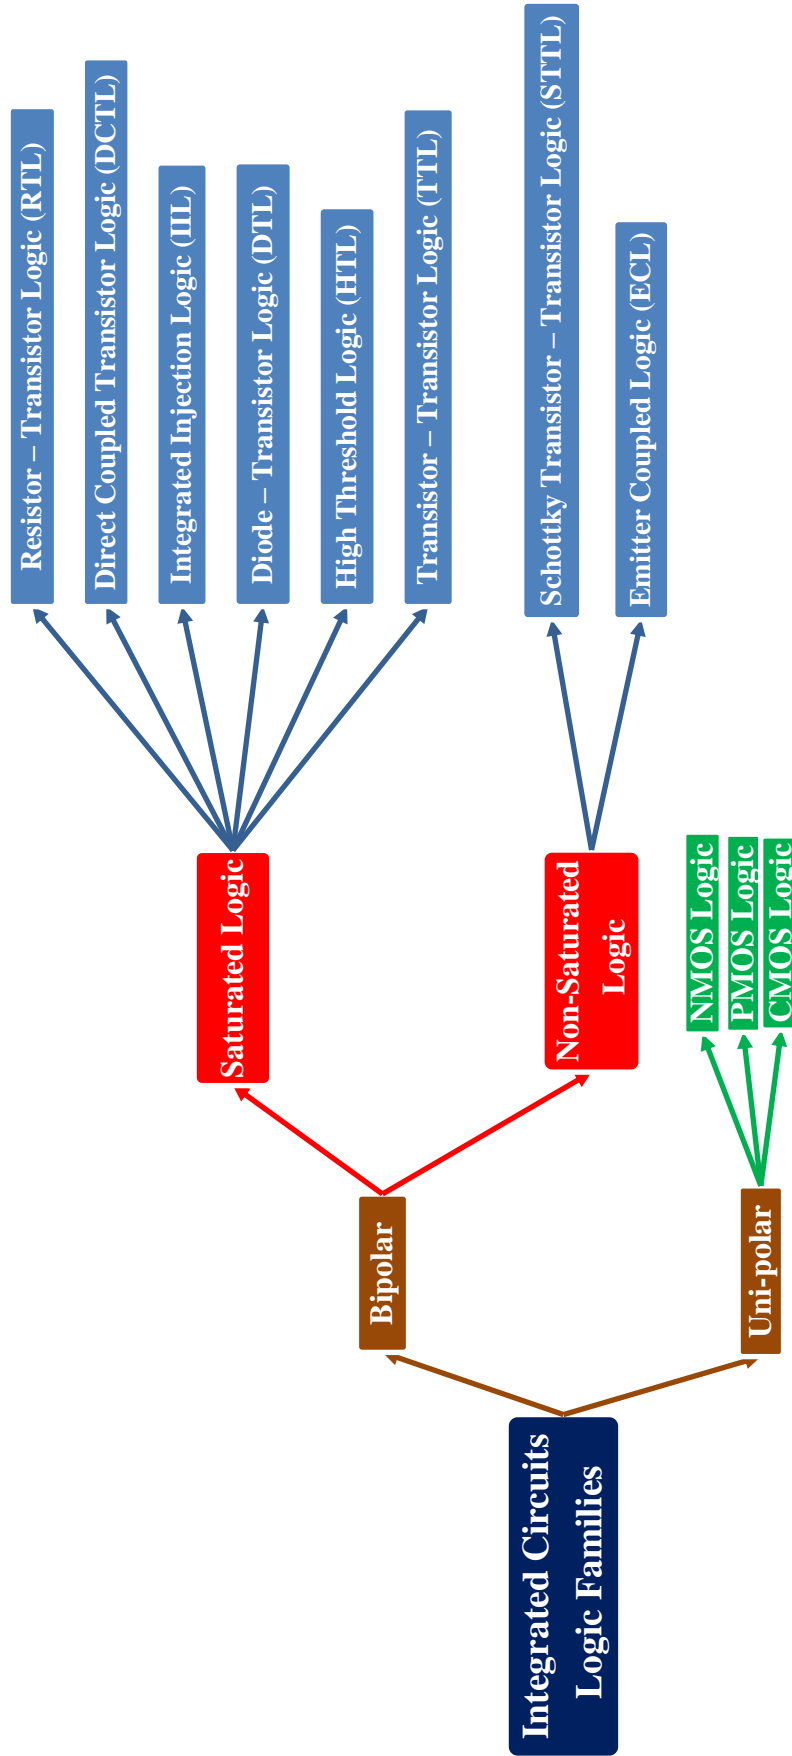 Integrated Circuits
Logic Families
Bipolar
Uni-polar
Saturated Logic
Non-Saturated
Logic
NMOS Logic
PMOS Logic
CMOS Logic
Resistor – Transistor Logic (RTL)
Direct Coupled Transistor Logic (DCTL)
Integrated Injection Logic (IIL)
Diode – Transistor Logic (DTL)
High Threshold Logic (HTL)
Transistor – Transistor Logic (TTL)
Schottky Transistor – Transistor Logic (STTL)
Emitter Coupled Logic (ECL)